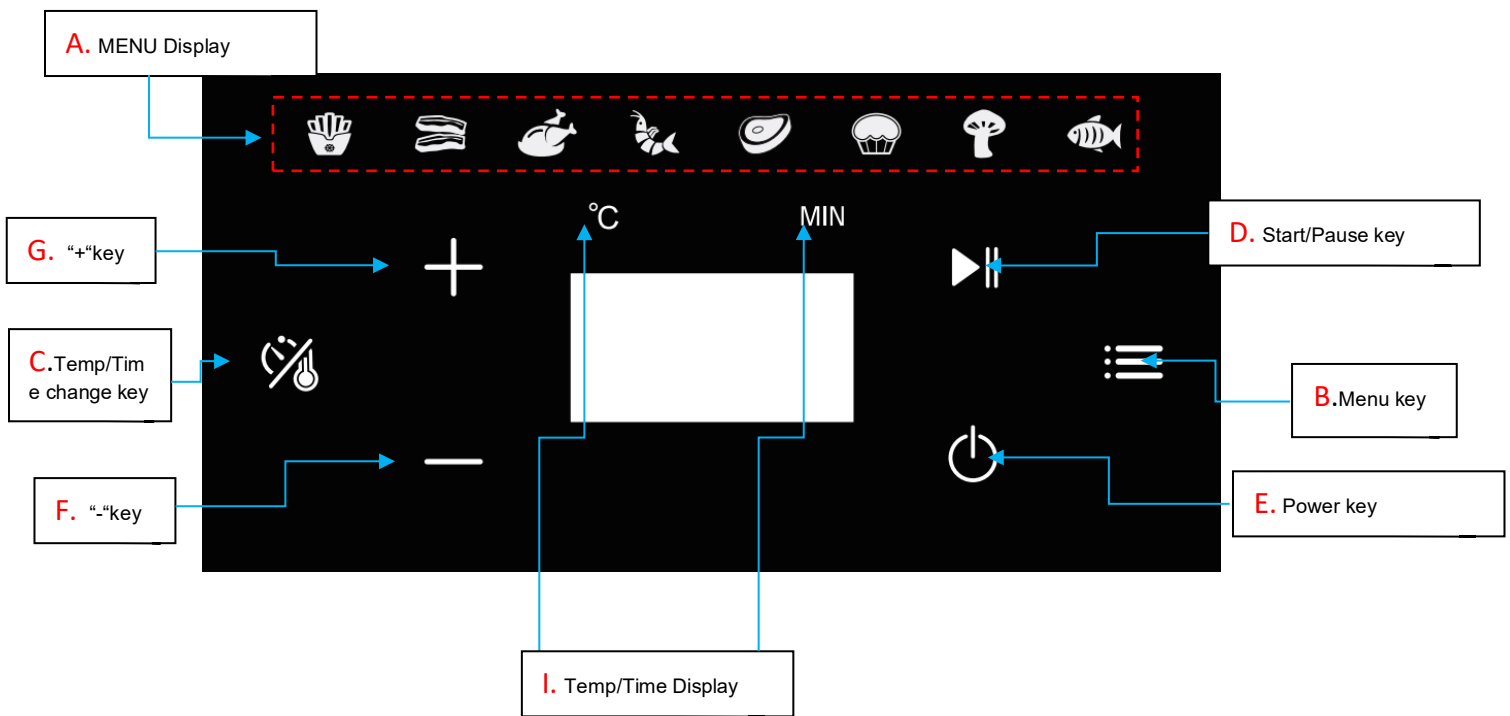 A. MENU Display
°C
MIN
G. “+“key
D. Start/Pause key
C.Temp/Tim
e change key
B.Menu key
F. “-“key
E. Power key
I. Temp/Time Display